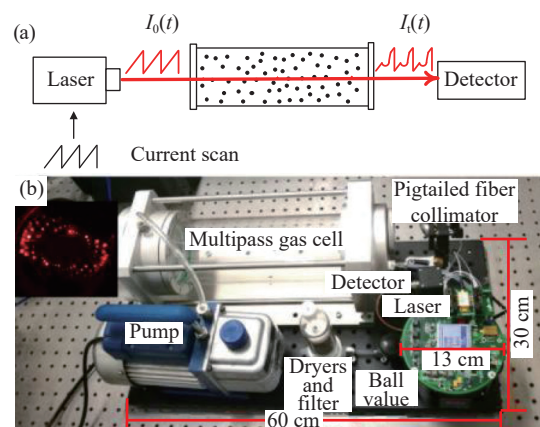 (a)
I₀(t)
Iₜ(t)
Laser
Detector
Current scan
(b)
Pigtailed fiber
collimator
Multipass gas cell
Detector
Laser
Pump
13 cm
30 cm
Dryers
and
filter
Ball
value
60 cm